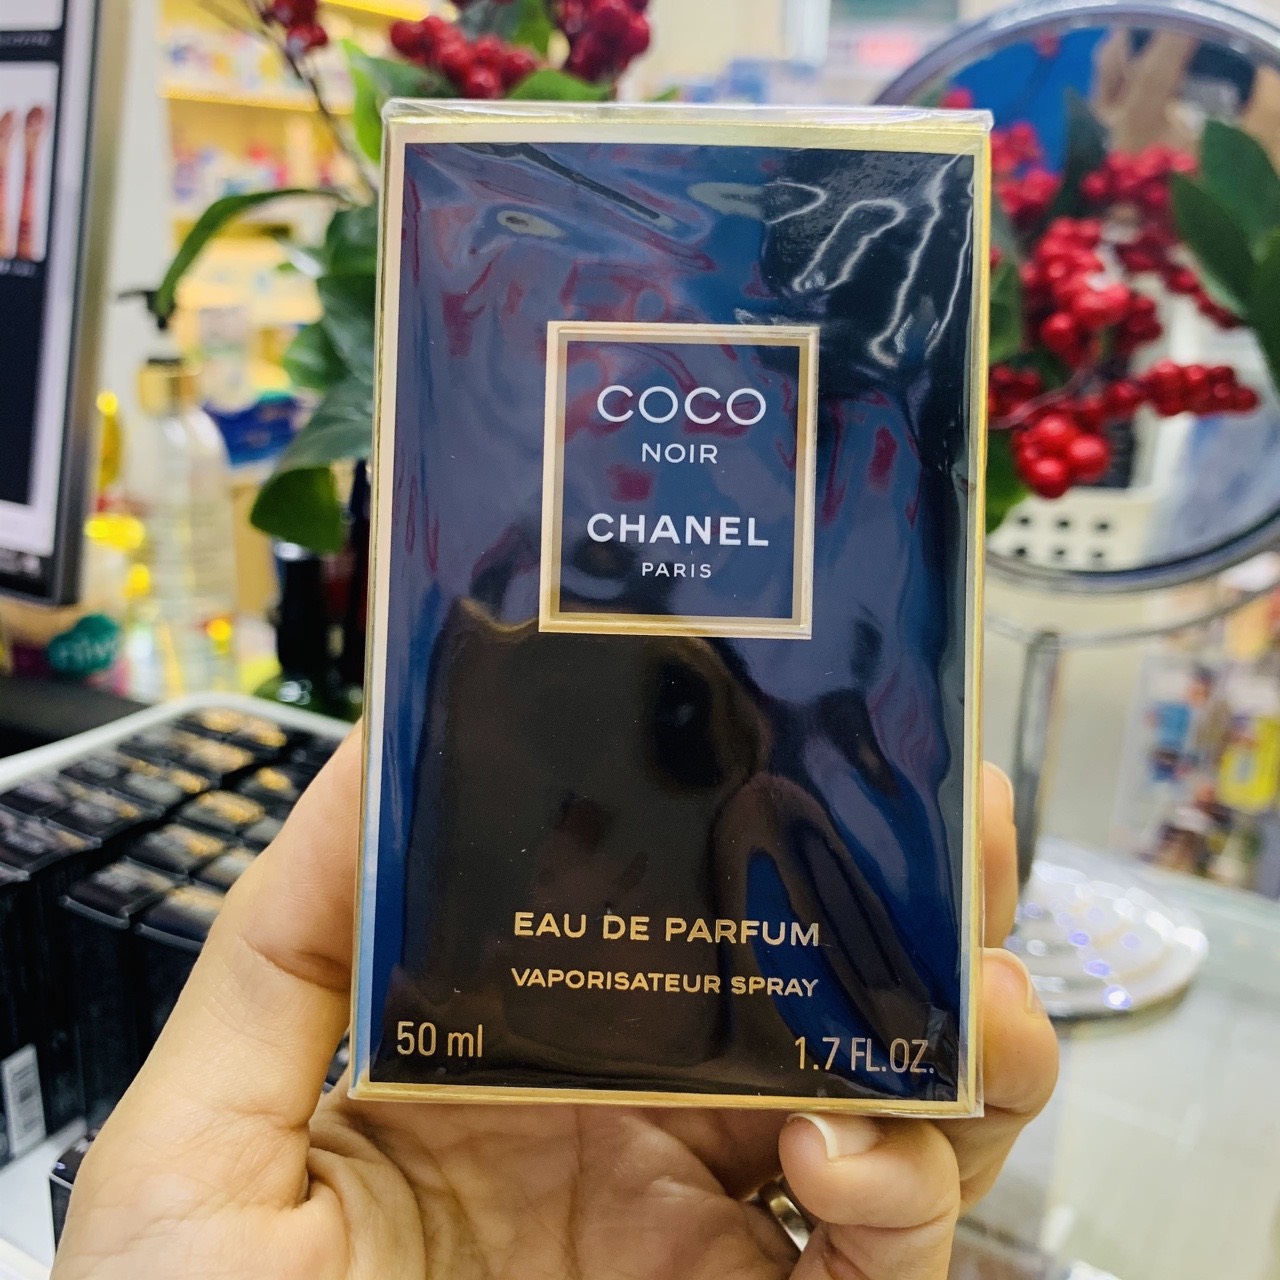 COCO
NOIR
CHANEL
PARIS
EAU DE PARFUM
VAPORISATEUR SPRAY
50 ml
1.7 FL.OZ.